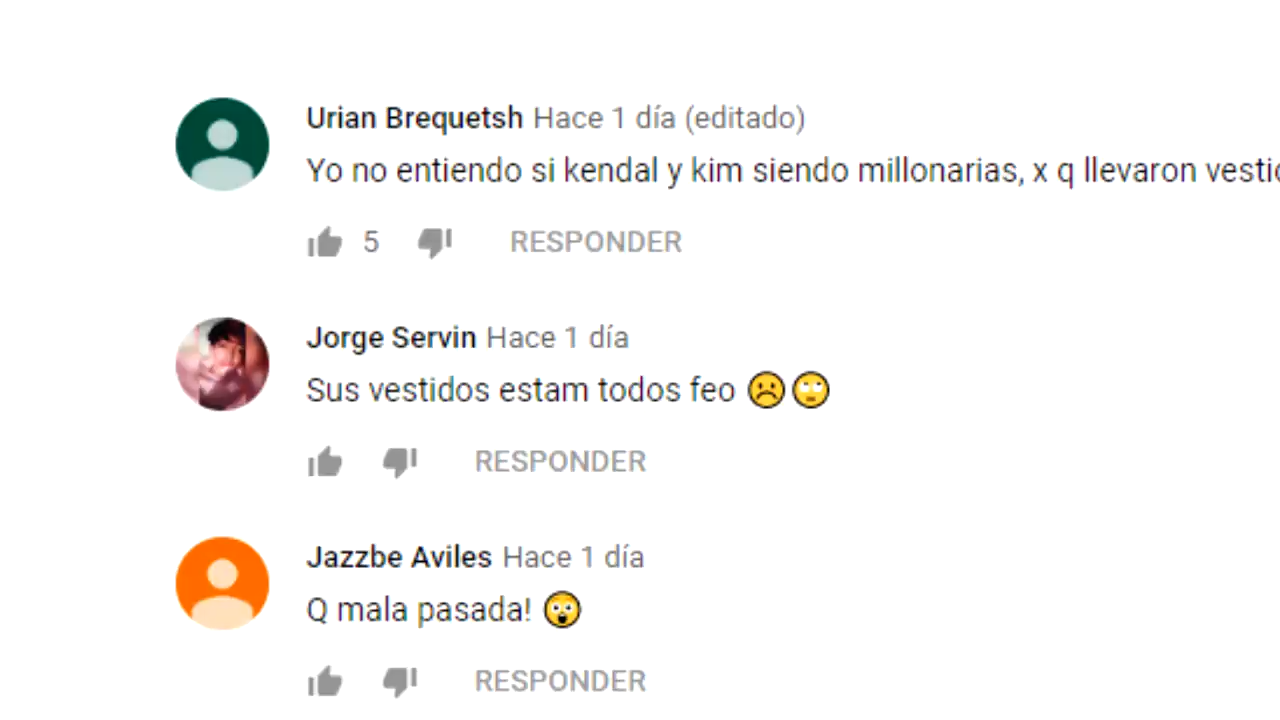 Urian Brequetsh Hace 1 día (editado)
Yo no entiendo si kendal y kim siendo millonarias, x q llevaron
5 RESPONDER
Jorge Servin Hace 1 día
Sus vestidos estam todos feo ☹️🙄
RESPONDER
Jazzbe Aviles Hace 1 día
Q mala pasada! 😲
RESPONDER